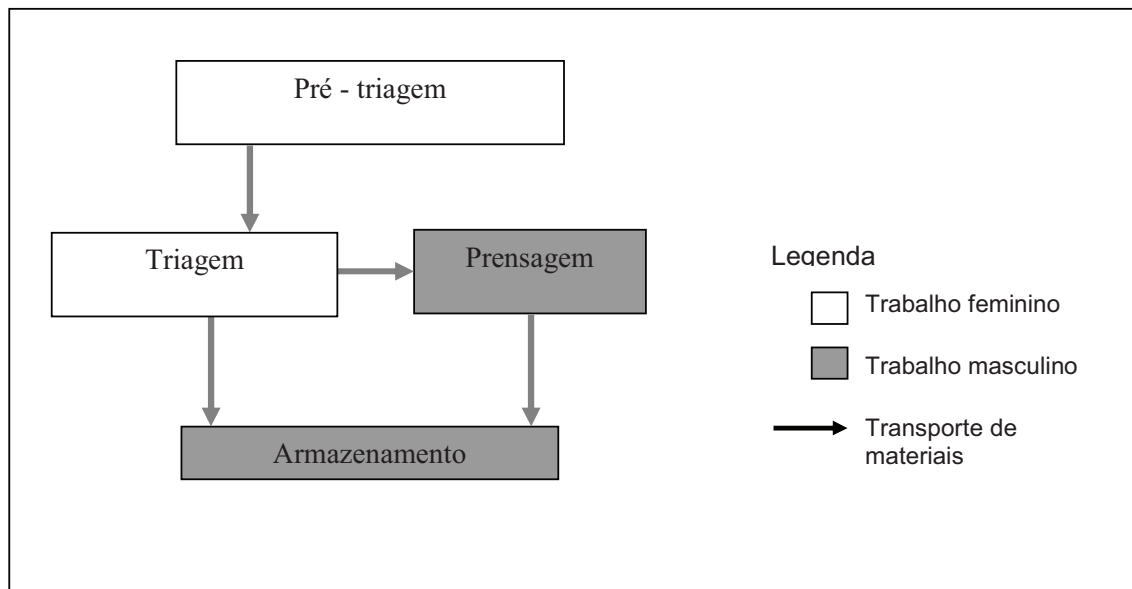 Pré - triagem
Triagem
Prensagem
Armazenamento
Legenda
Trabalho feminino
Trabalho masculino
Transporte de
materiais